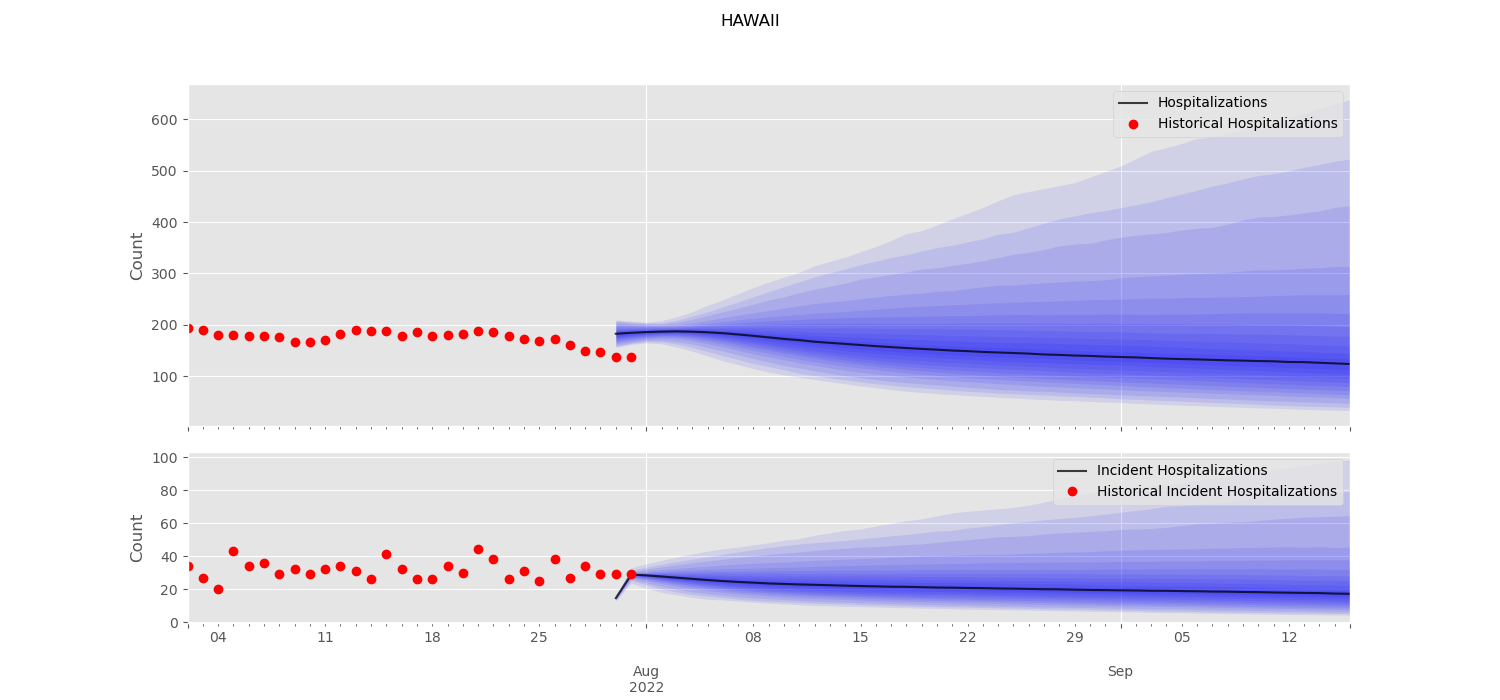 HAWAII
Hospitalizations
Historical Hospitalizations
600
500
400
300
200
100
Count
Incident Hospitalizations
Historical Incident Hospitalizations
100
80
60
40
20
0
Count
04 11 18 25 08 15 22 29 05 12
Aug Sep
2022